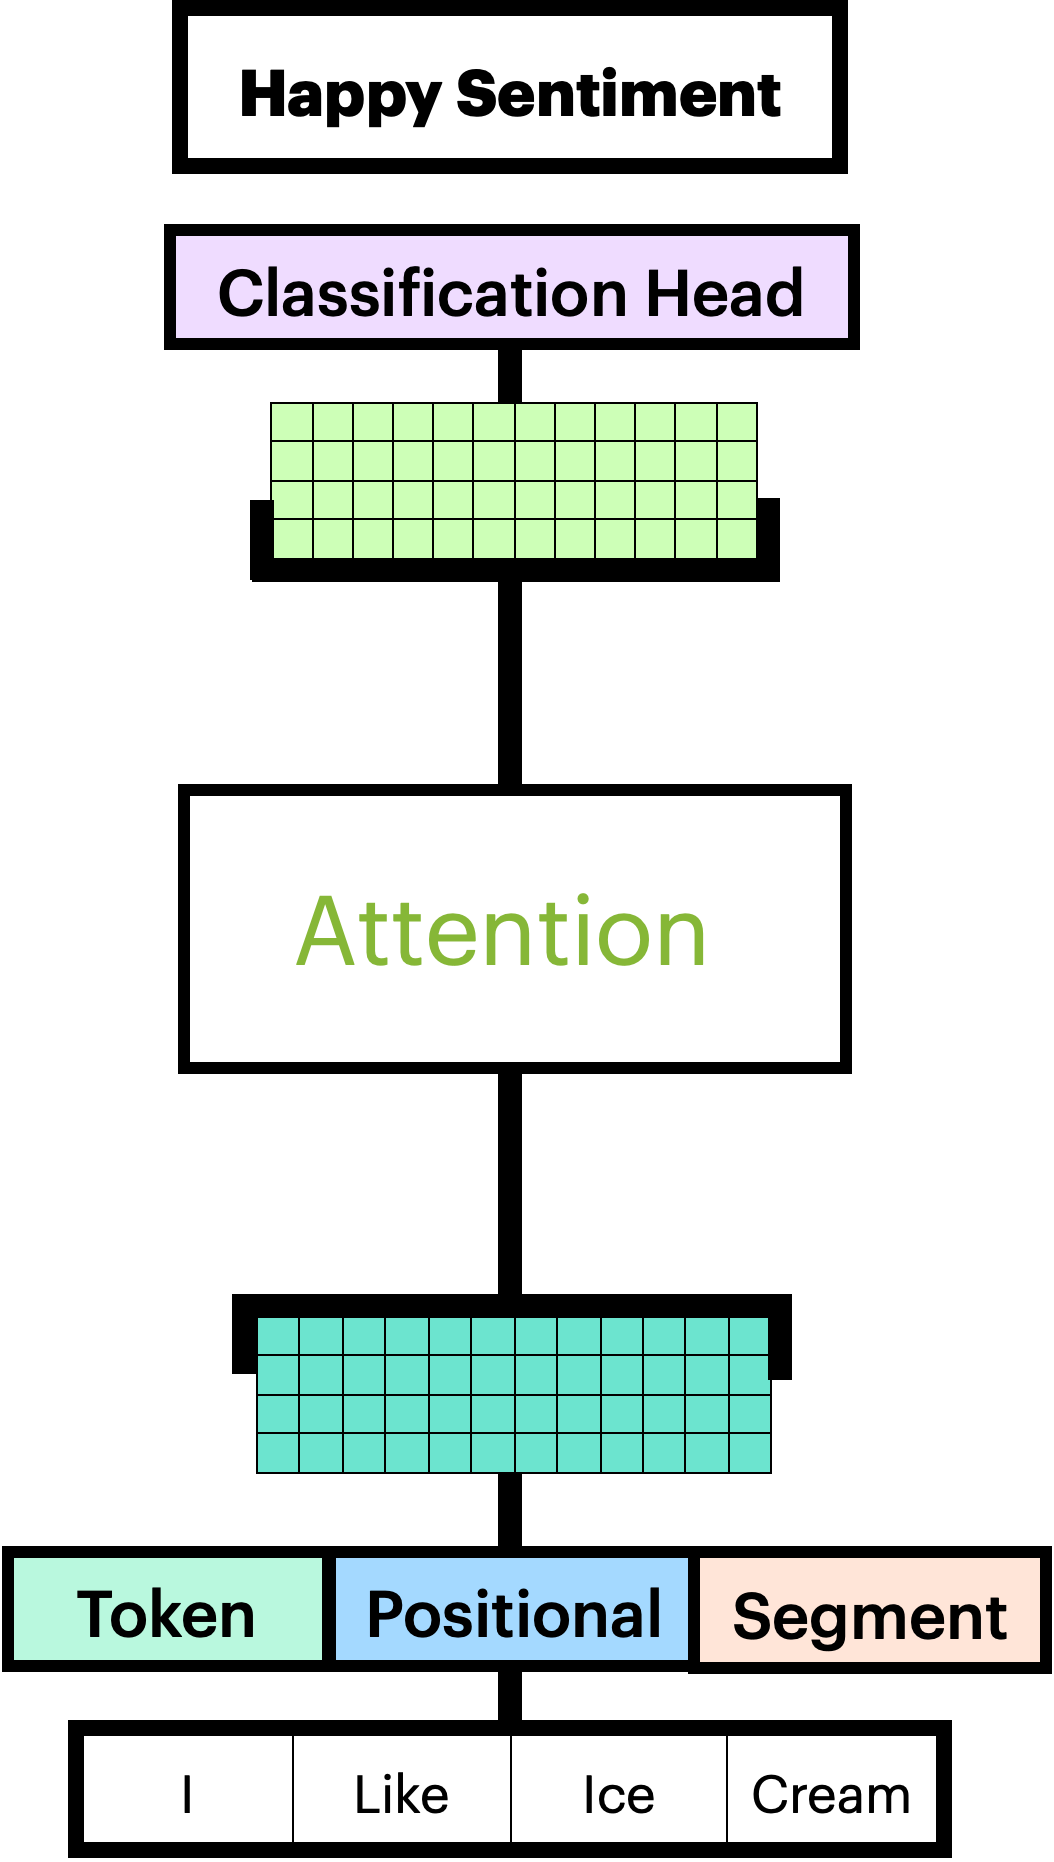 Happy Sentiment
Classification Head
Attention
Token Positional Segment
I Like Ice Cream